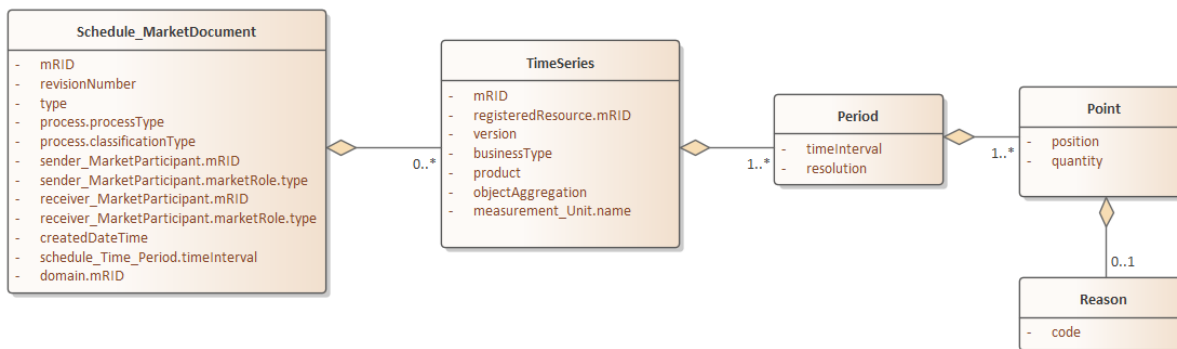 Schedule_MarketDocument
- mRID
- revisionNumber
- type
- process.processType
- process.classificationType
- sender_MarketParticipant.mRID
- sender_MarketParticipant.marketRole.type
- receiver_MarketParticipant.mRID
- receiver_MarketParticipant.marketRole.type
- createdDateTime
- schedule_Time_Period.timeInterval
- domain.mRID
0..*
TimeSeries
- mRID
- registeredResource.mRID
- version
- businessType
- product
- objectAggregation
- measurement_Unit.name
1..*
Period
- timeInterval
- resolution
1..*
Point
- position
- quantity
0..1
Reason
- code